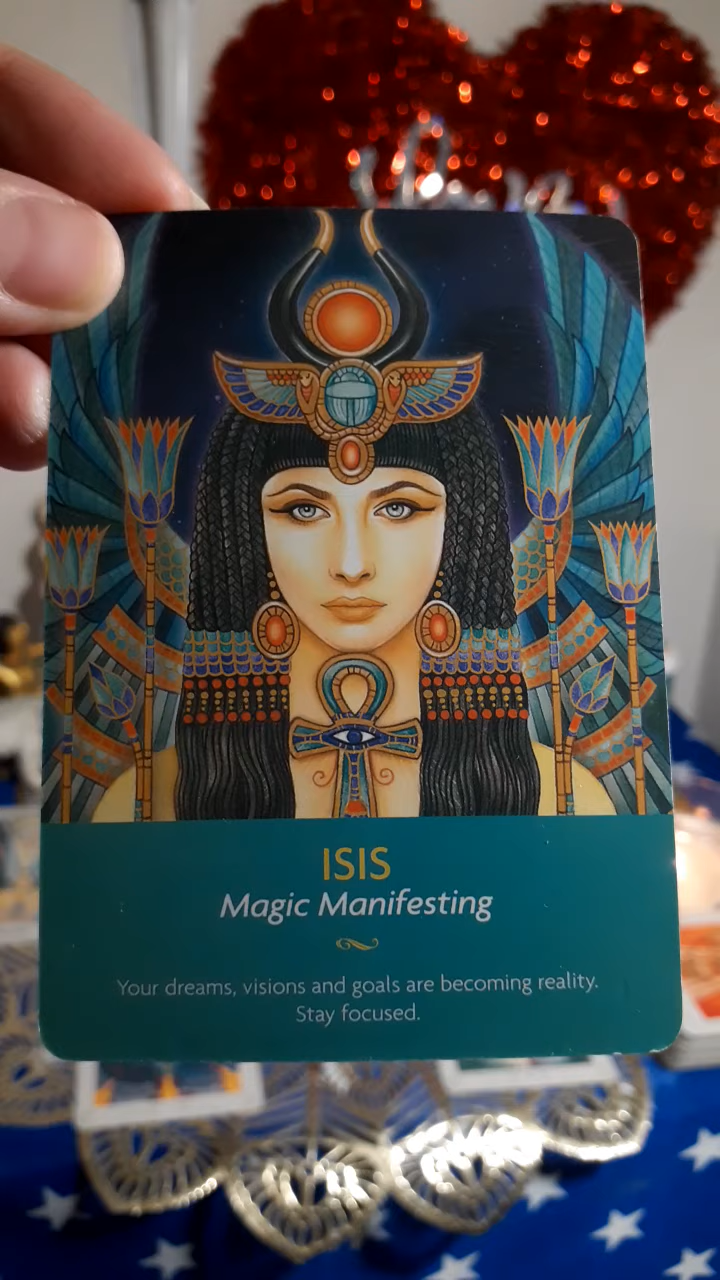 ISIS
Magic Manifesting
Your dreams, visions and goals are becoming reality.
Stay focused.